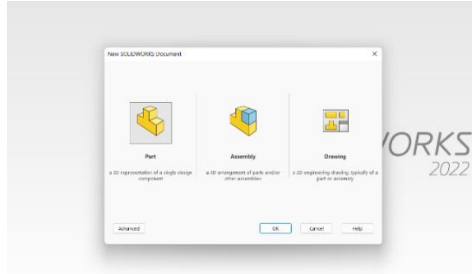 New SOLIDWORKS Document
Part
Assembly
Drawing
a 3D representation of a single design
component
a 3D arrangement of parts and/or
other assemblies
a 2D engineering drawing, typically of a
part or assembly
ORKS
2022
Advanced
OK
Cancel
Help